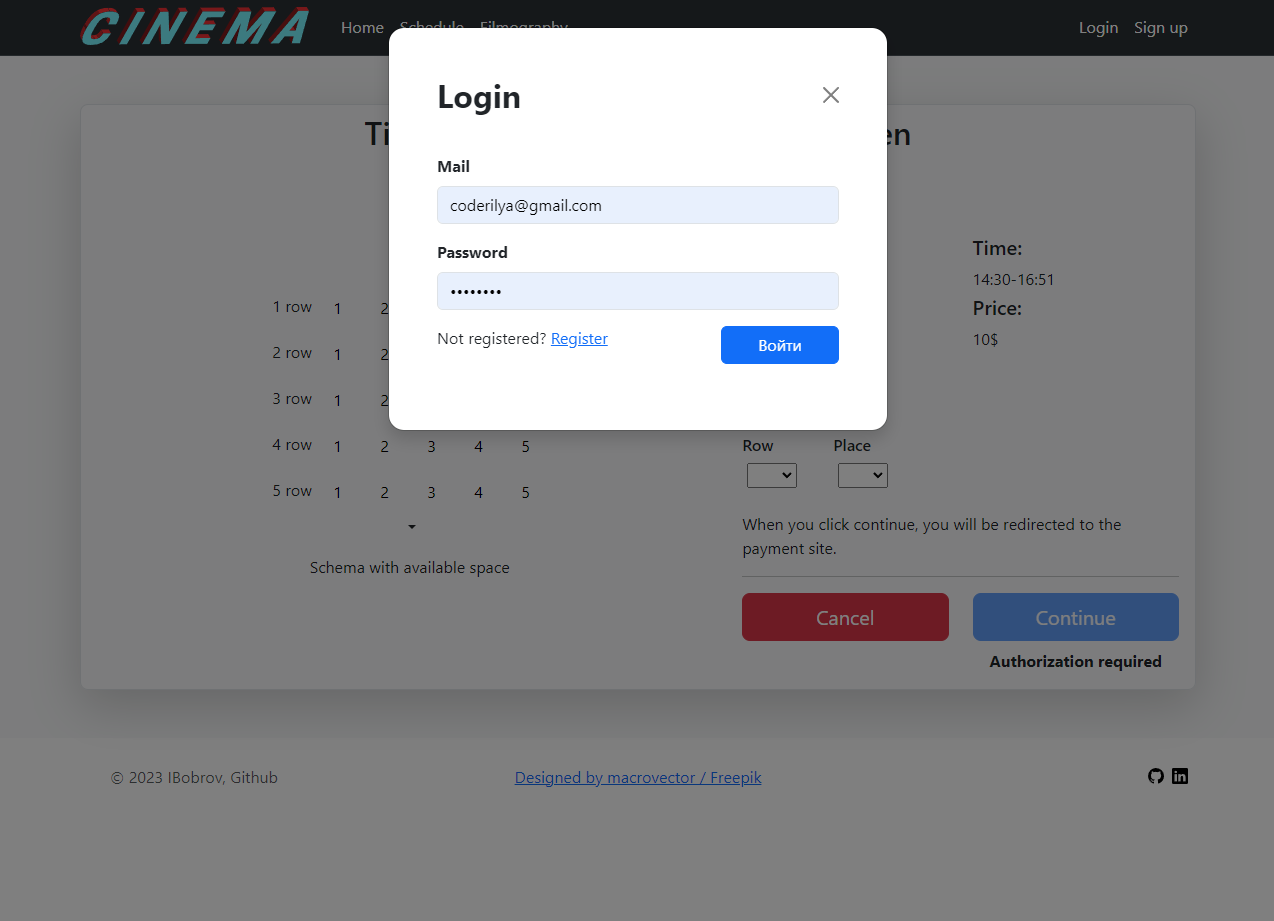 CINEMA
Home Schedule Filmography
Login Sign up
Login
Mail
coderilya@gmail.com
Password
••••••••
Not registered? Register
Войти
Time:
14:30-16:51
Price:
10$
1 row 1 2
2 row 1 2
3 row 1 2
4 row 1 2 3 4 5
5 row 1 2 3 4 5
Schema with available space
Row Place
When you click continue, you will be redirected to the
payment site.
Cancel Continue
Authorization required
© 2023 IBobrov, Github
Designed by macrovector / Freepik